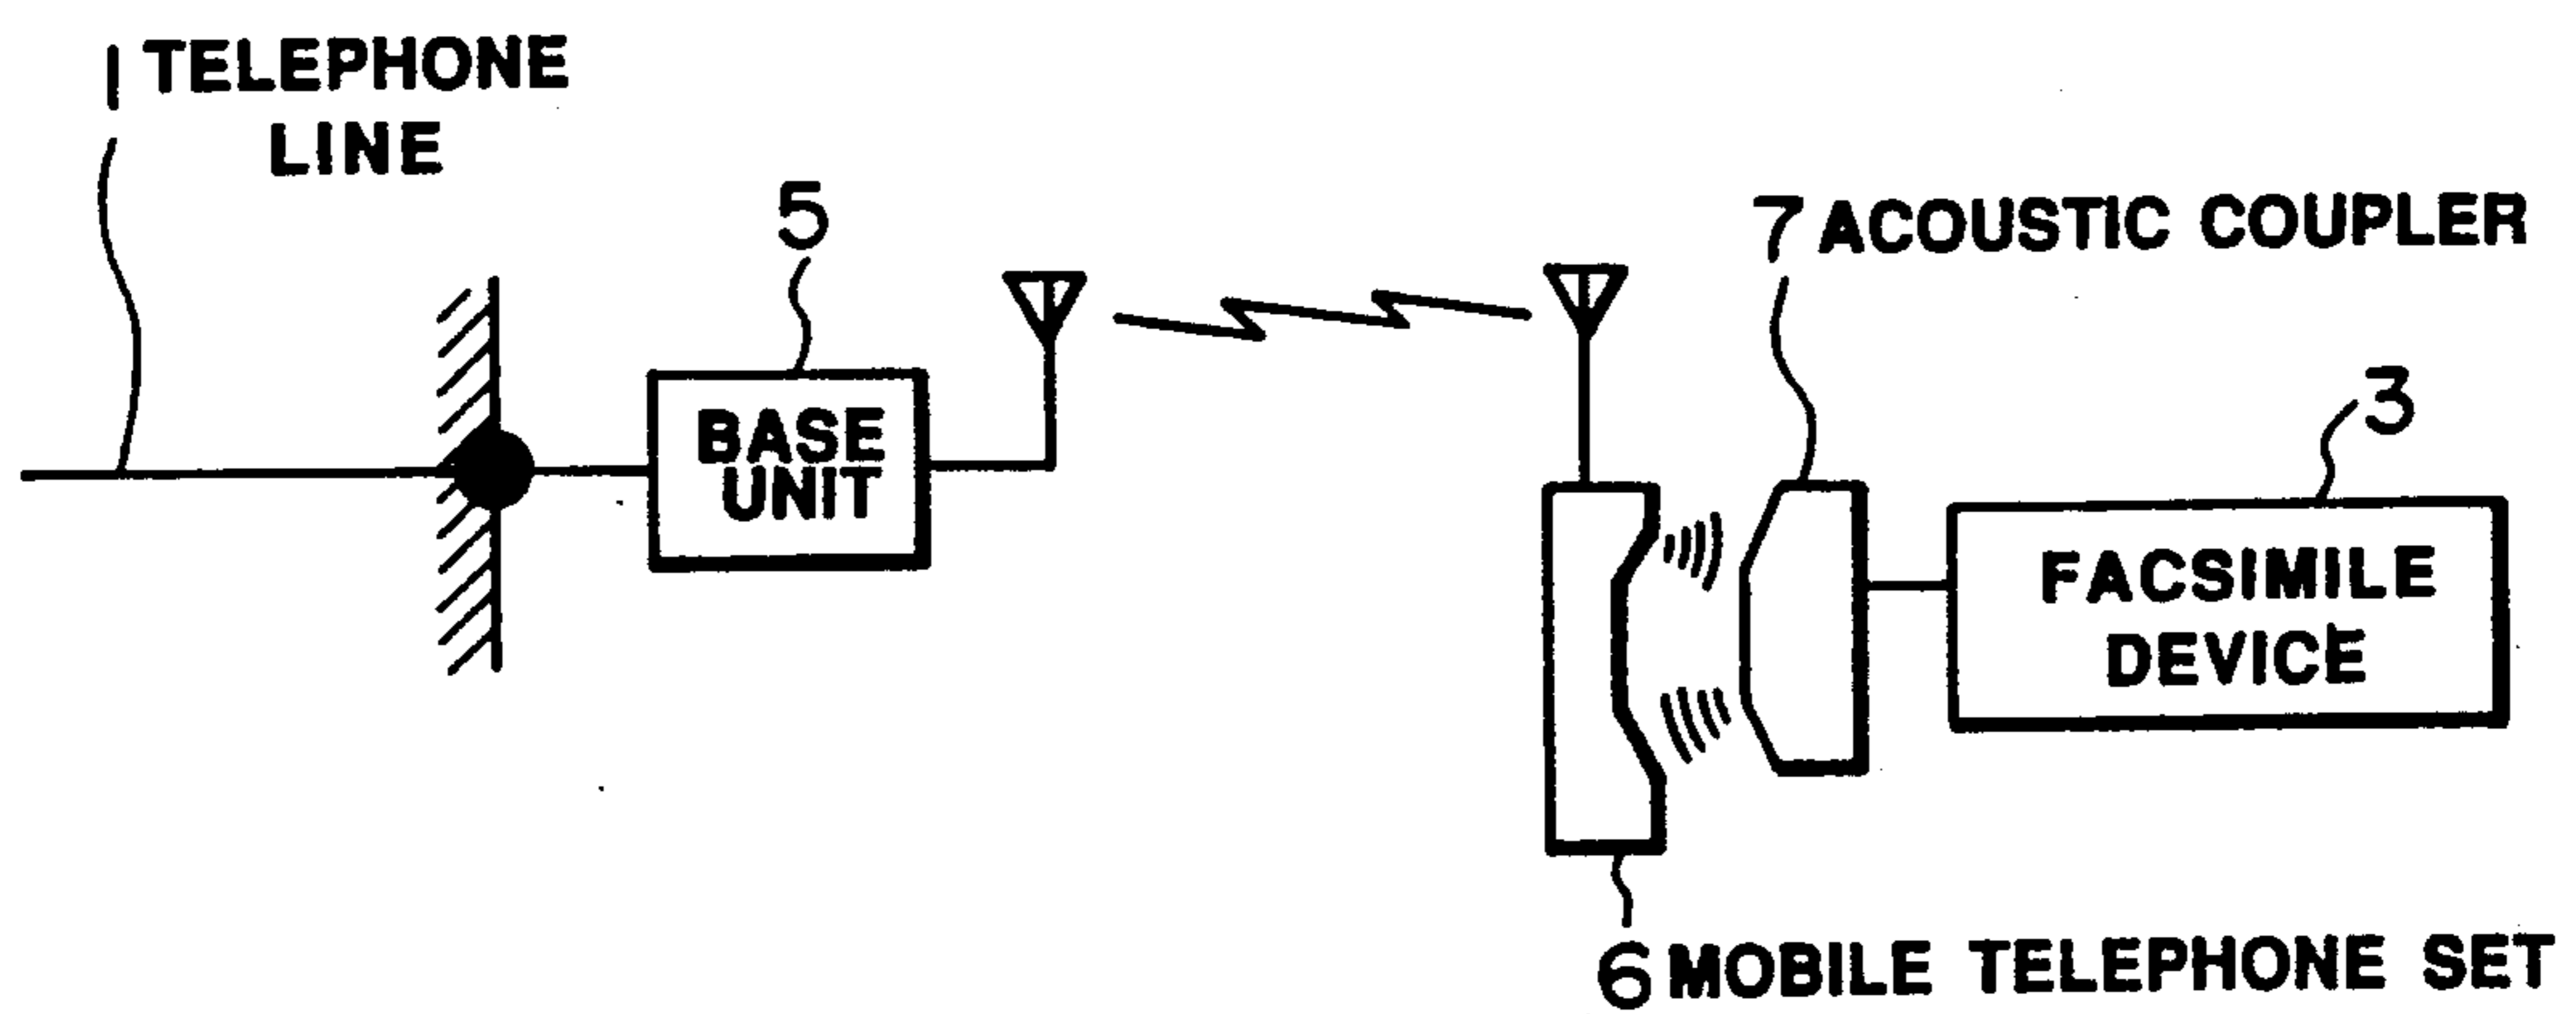 1 TELEPHONE
LINE
5
7 ACOUSTIC COUPLER
BASE
UNIT
3
FACSIMILE
DEVICE
6 MOBILE TELEPHONE SET